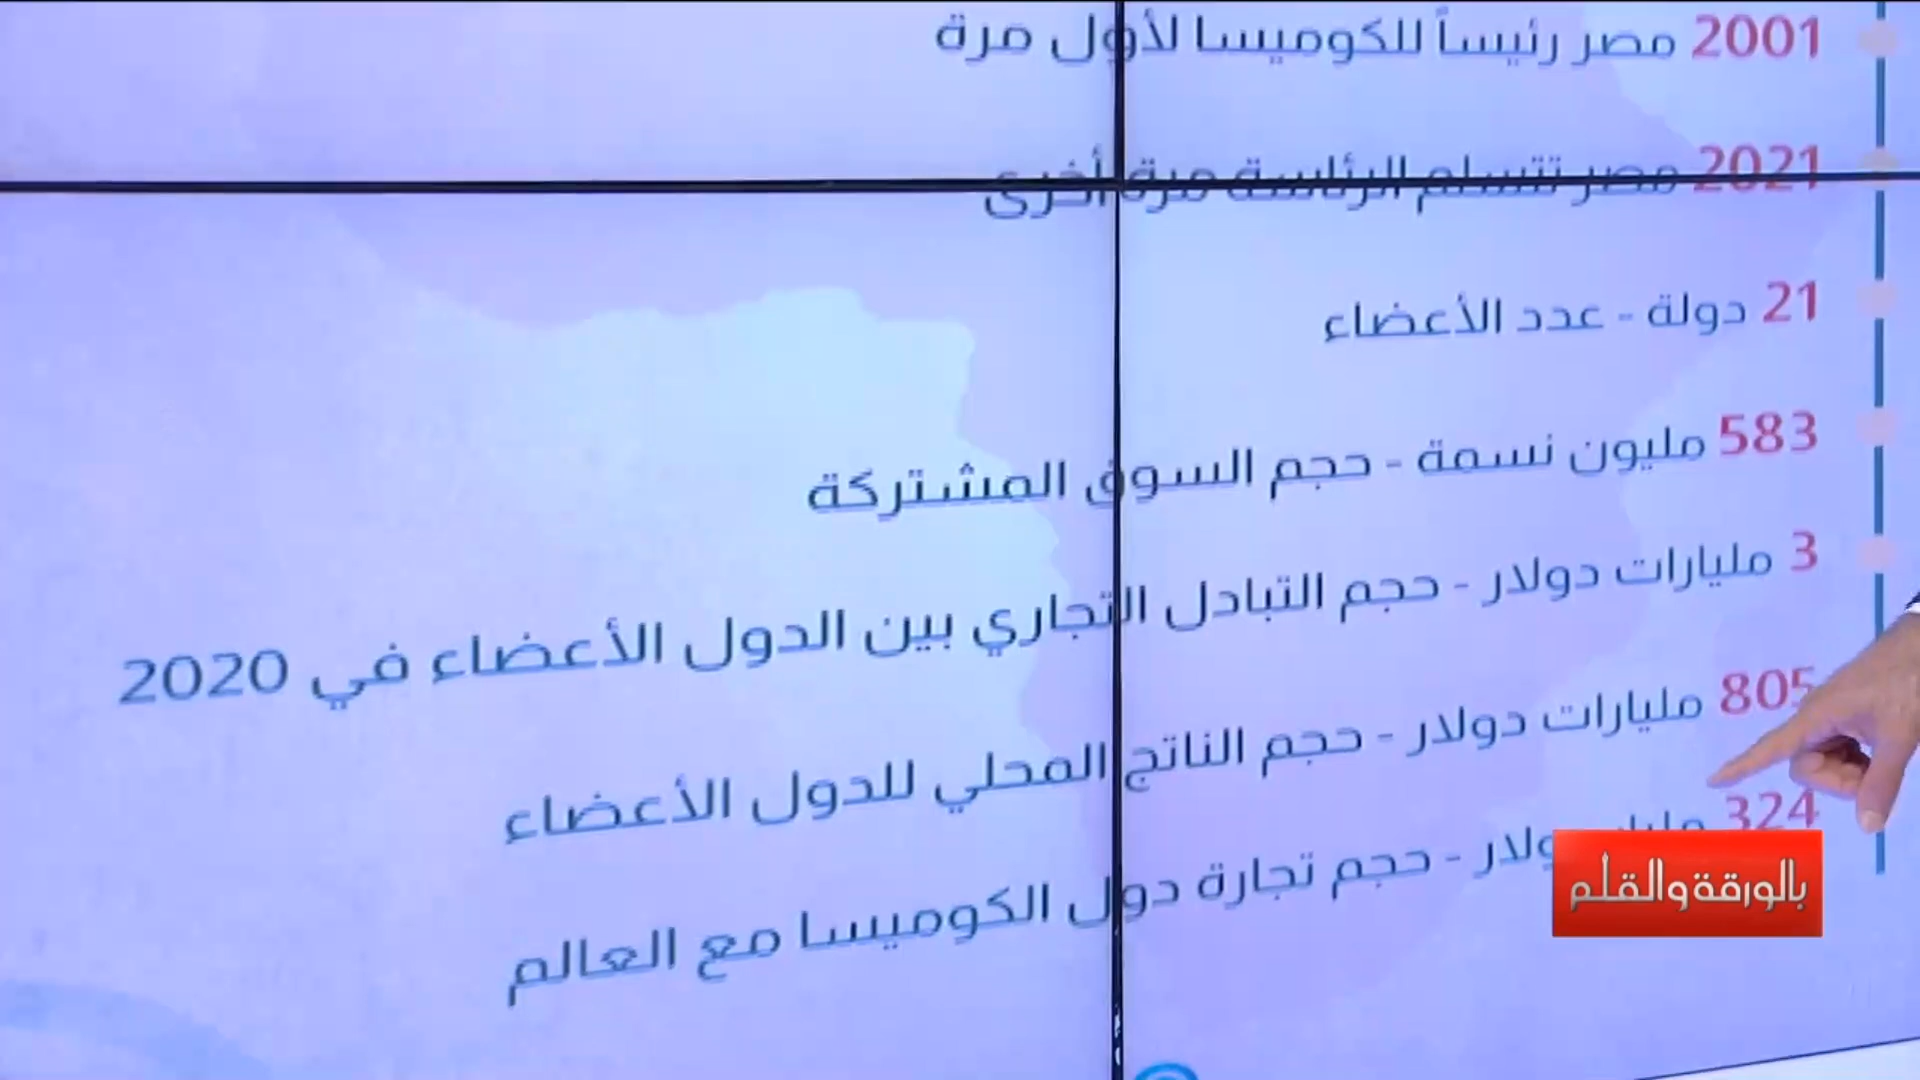 2001 مصر رئيساً للكوميسا لأول مرة
2021 مصر تتسلم الرئاسة مرة أخرى
21 دولة - عدد الأعضاء
583 مليون نسمة - حجم السوق المشتركة
3 مليارات دولار - حجم التبادل التجاري بين الدول الأعضاء في 2020
805 مليارات دولار - حجم الناتج المحلي للدول الأعضاء
324 دولار - حجم تجارة دول الكوميسا مع العالم
بالورقة والقلم